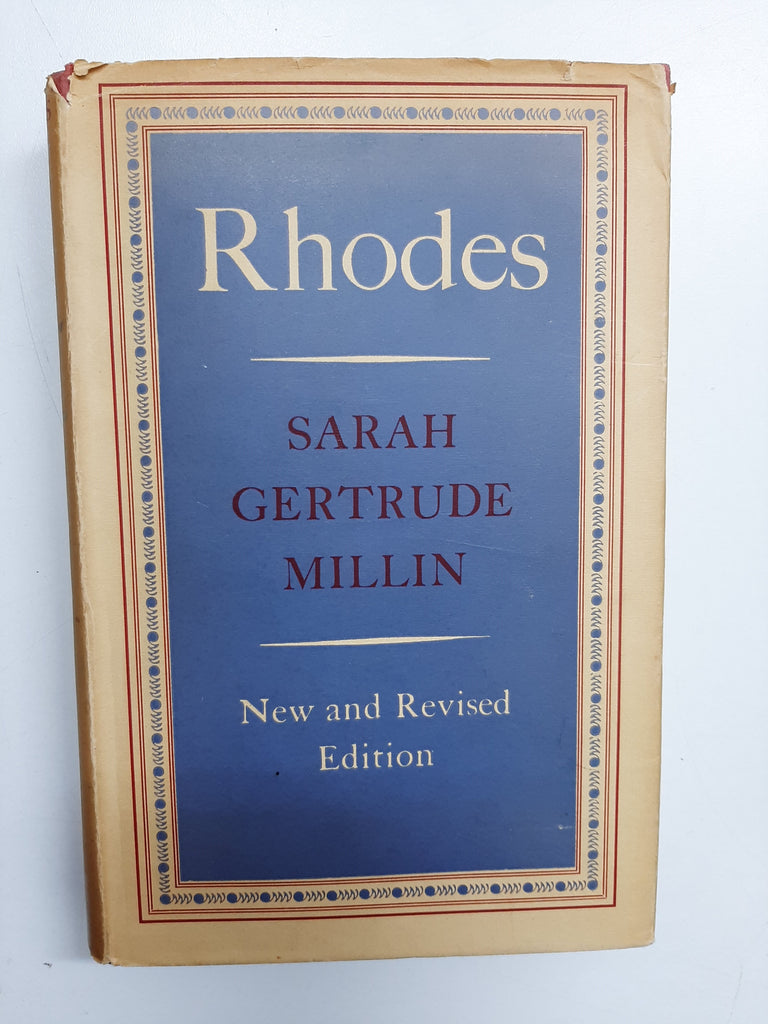 Rhodes
SARAH
GERTRUDE
MILLIN
New and Revised
Edition